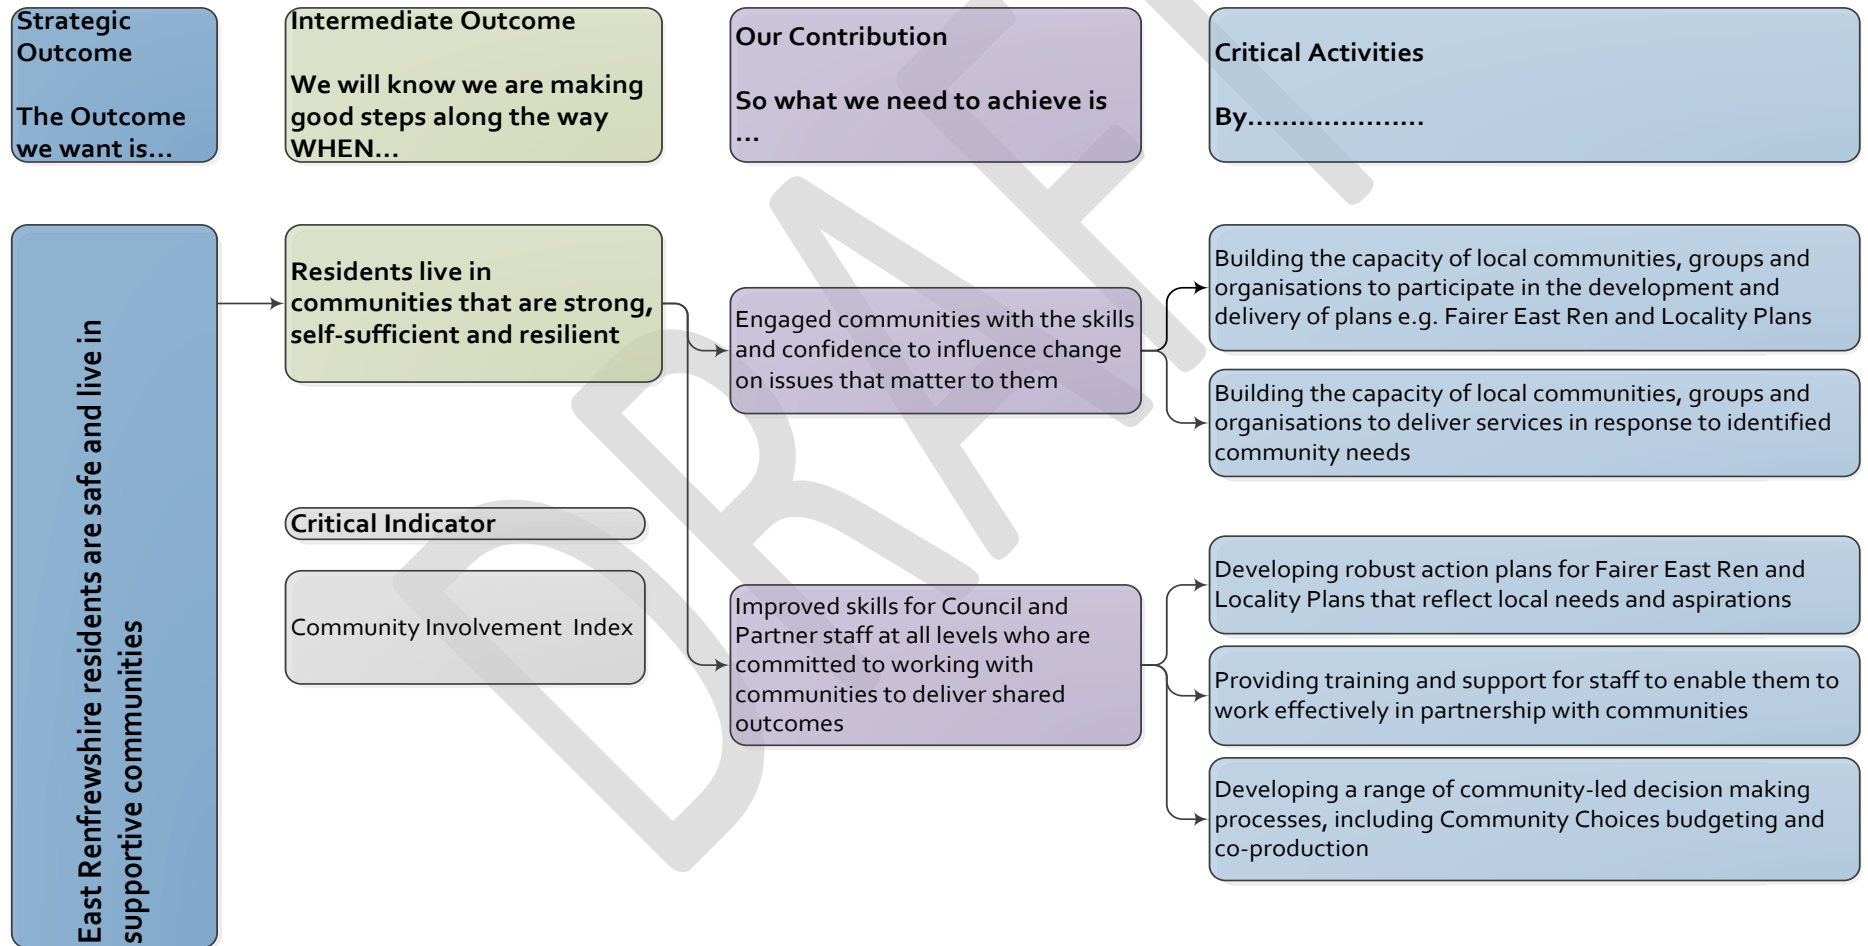 Strategic
Outcome
The Outcome
we want is...
Intermediate Outcome
We will know we are making
good steps along the way
WHEN...
Our Contribution
So what we need to achieve is
...
Critical Activities
By.....................
East Renfrewshire residents are safe and live in
supportive communities
Residents live in
communities that are strong,
self-sufficient and resilient
Critical Indicator
Community Involvement  Index
Engaged communities with the skills
and confidence to influence change
on issues that matter to them
Improved skills for Council and
Partner staff at all levels who are
committed to working with
communities to deliver shared
outcomes
Building the capacity of local communities, groups and
organisations to participate in the development and
delivery of plans e.g. Fairer East Ren and Locality Plans
Building the capacity of local communities, groups and
organisations to deliver services in response to identified
community needs
Developing robust action plans for Fairer East Ren and
Locality Plans that reflect local needs and aspirations
Providing training and support for staff to enable them to
work effectively in partnership with communities
Developing a range of community-led decision making
processes, including Community Choices budgeting and
co-production
DRAFT